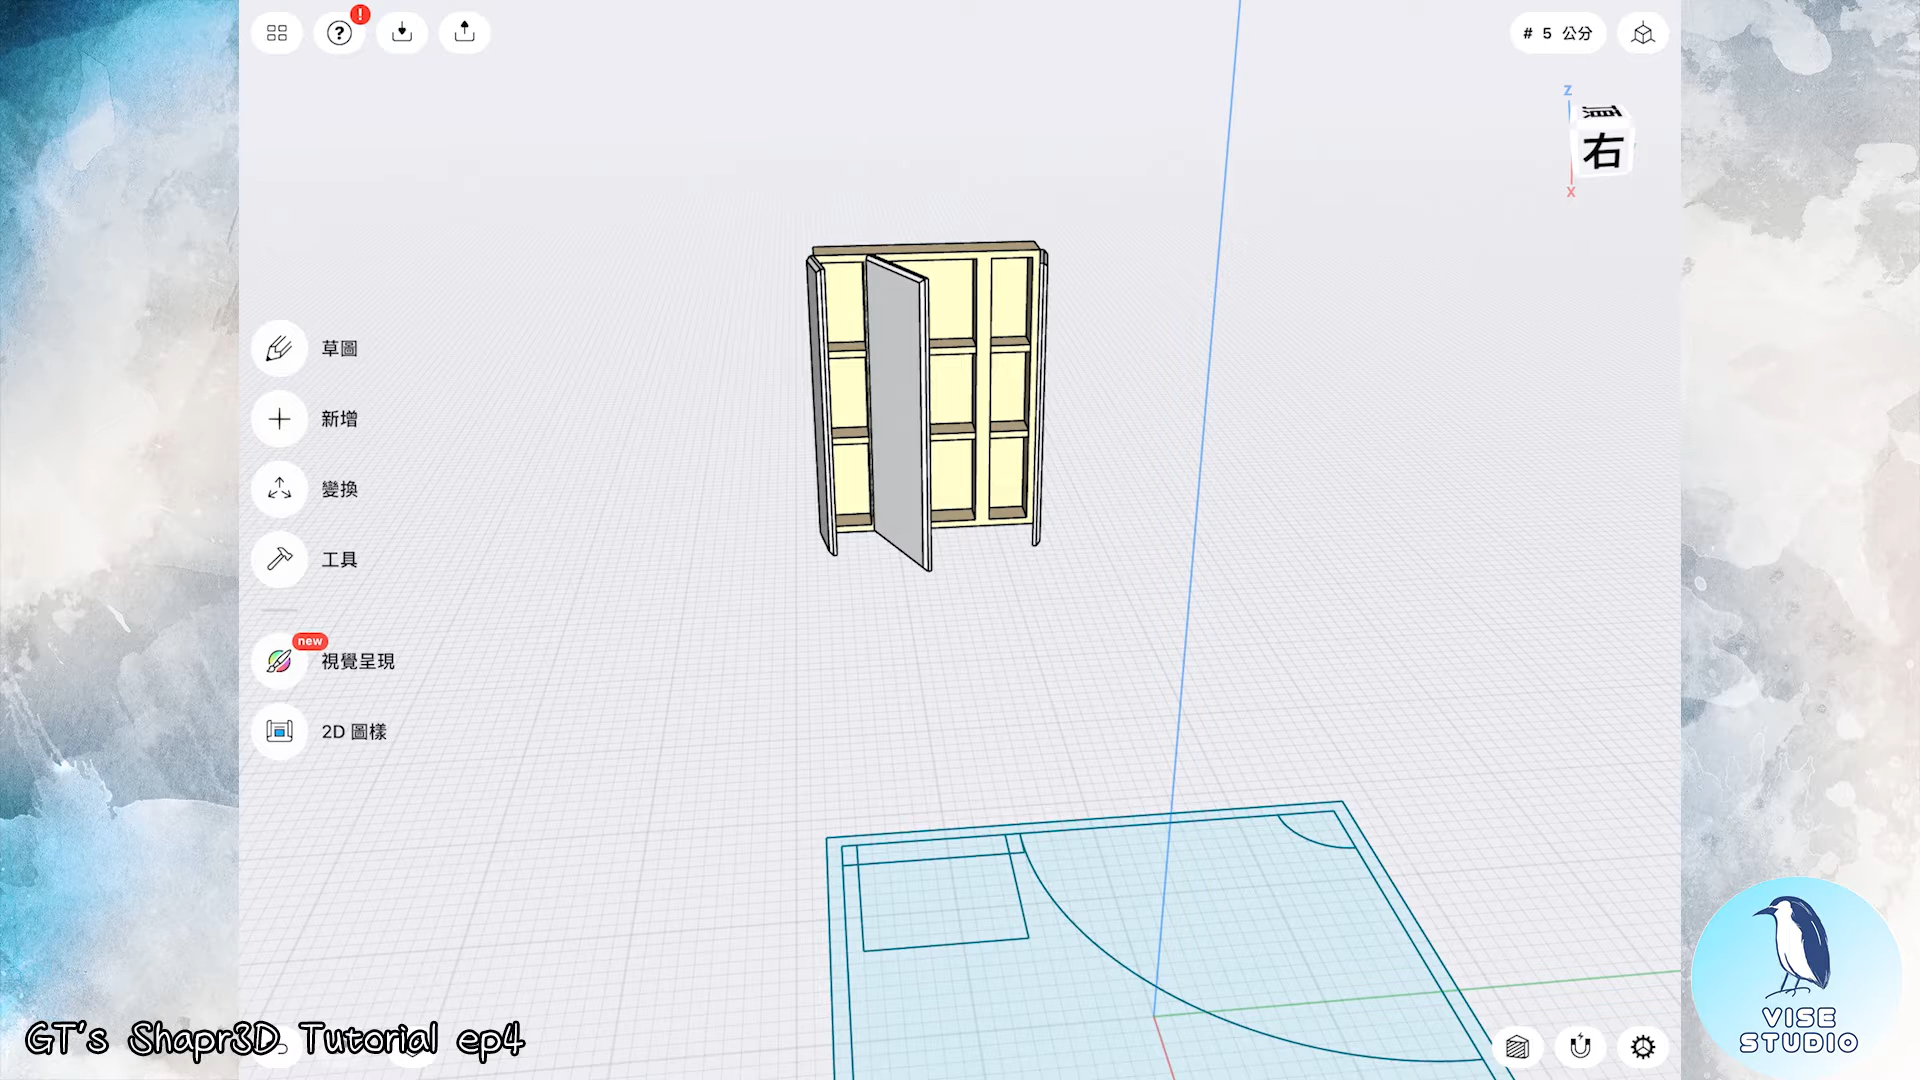 ?
!
# 5 公分
Z
頂
右
X
草圖
新增
變換
工具
new
視覺呈現
2D 圖樣
GT's Shapr3D Tutorial ep4
VISE
STUDIO